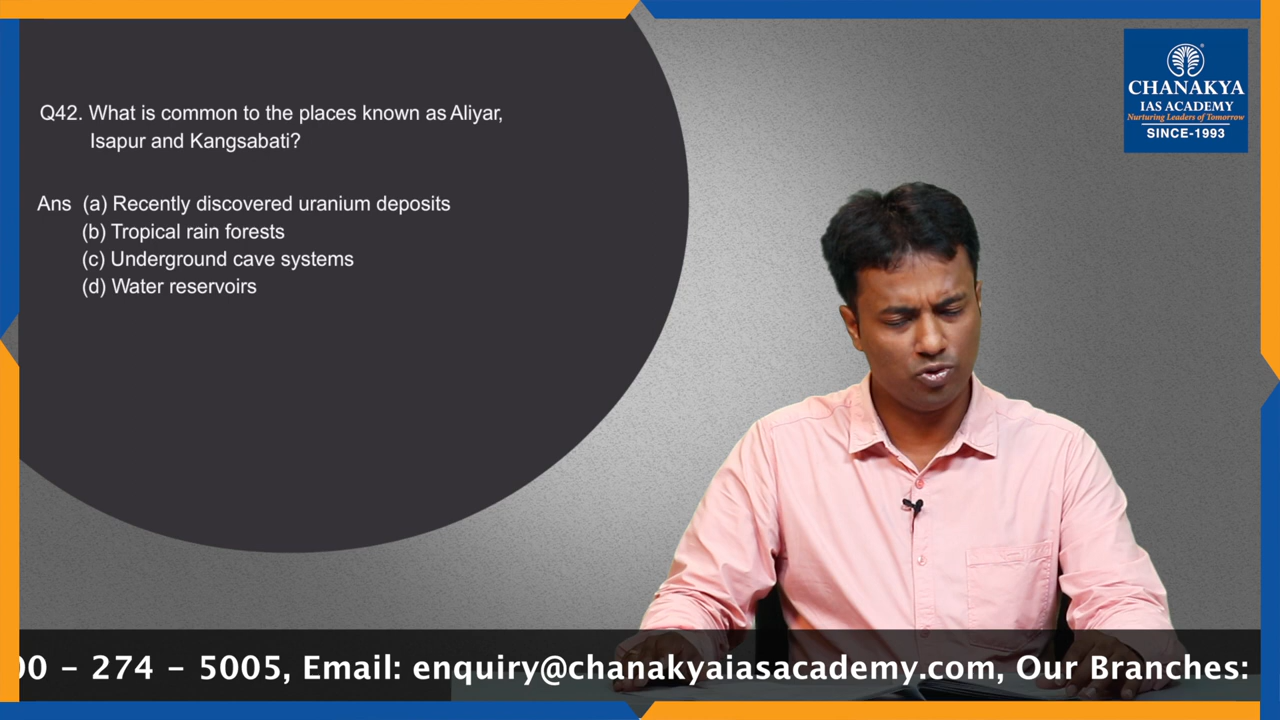 Q42. What is common to the places known as Aliyar,
Isapur and Kangsabati?
Ans (a) Recently discovered uranium deposits
(b) Tropical rain forests
(c) Underground cave systems
(d) Water reservoirs
CHANAKYA
IAS ACADEMY
Nurturing Leaders of Tomorrow
SINCE-1993
00 - 274 - 5005, Email: enquiry@chanakyaiasacademy.com, Our Branches: